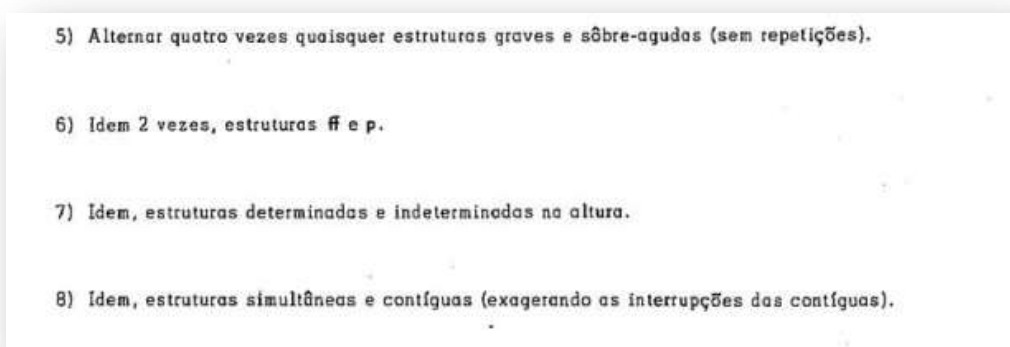 5) Alternar quatro vezes quaisquer estruturas graves e sôbre-agudas (sem repetições).
6) Idem 2 vezes, estruturas ff e p.
7) Idem, estruturas determinadas e indeterminadas na altura.
8) Idem, estruturas simultâneas e contíguas (exagerando as interrupções das contíguas).